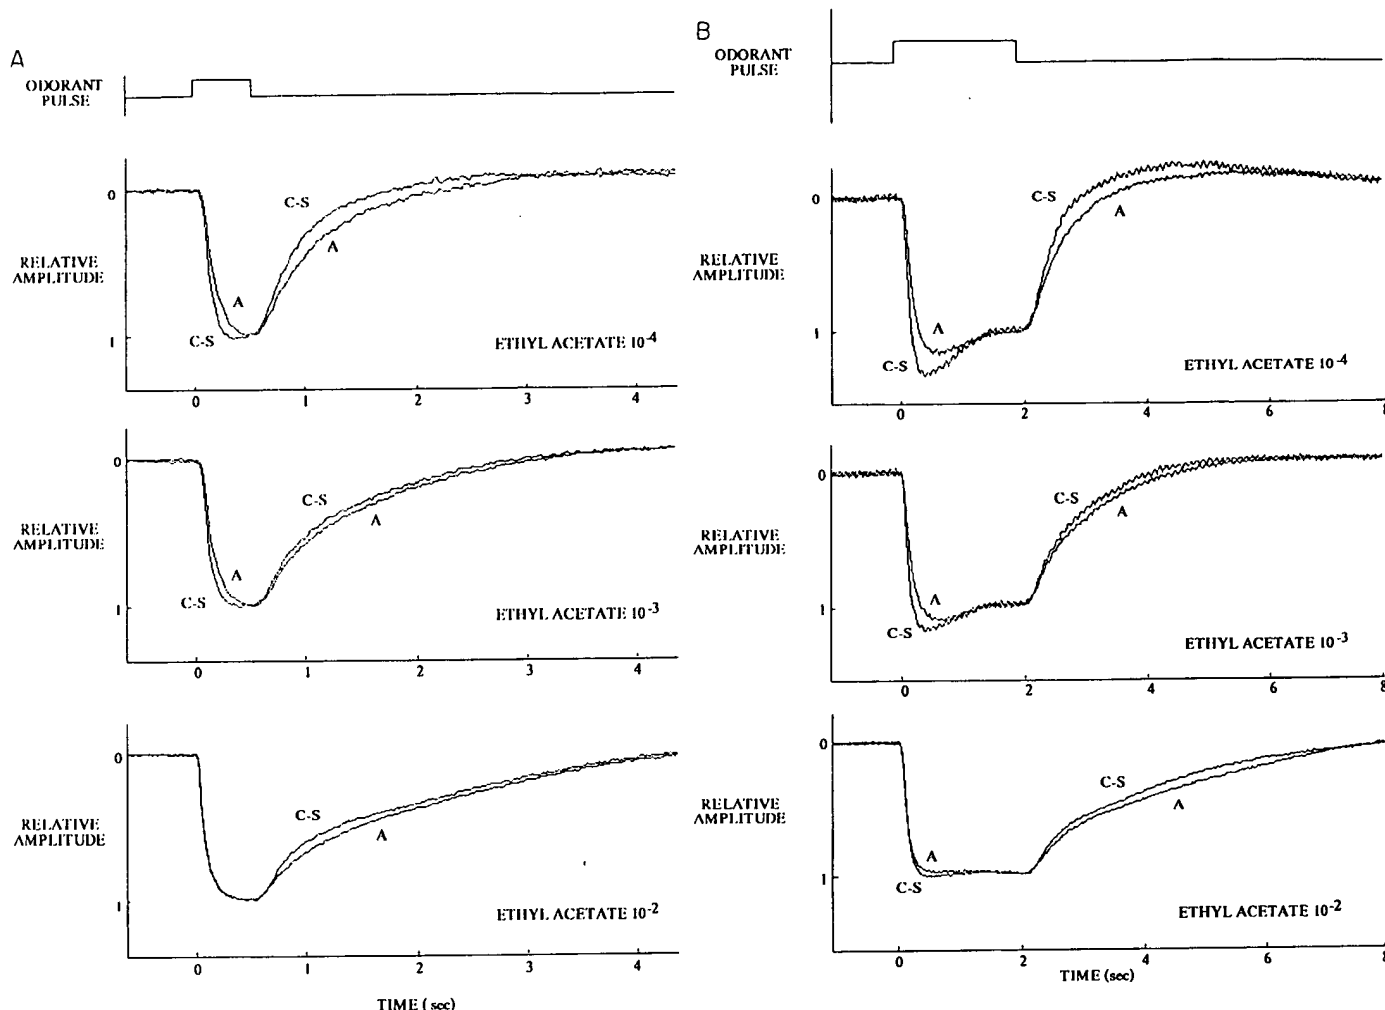 A
ODORANT
PULSE
0
RELATIVE
AMPLITUDE
1
C-S
A
A
C-S
ETHYL ACETATE 10-4
0 1 2 3 4
0
RELATIVE
AMPLITUDE
1
C-S
A
A
C-S
ETHYL ACETATE 10-3
0 1 2 3 4
0
RELATIVE
AMPLITUDE
1
C-S
A
ETHYL ACETATE 10-2
0 1 2 3 4
TIME (sec)
B
ODORANT
PULSE
0
RELATIVE
AMPLITUDE
1
C-S
A
A
C-S
ETHYL ACETATE 10-4
0 2 4 6 8
0
RELATIVE
AMPLITUDE
1
C-S
A
A
C-S
ETHYL ACETATE 10-3
0 2 4 6 8
0
RELATIVE
AMPLITUDE
1
C-S
A
A
C-S
ETHYL ACETATE 10-2
0 2 4 6 8
TIME (sec)